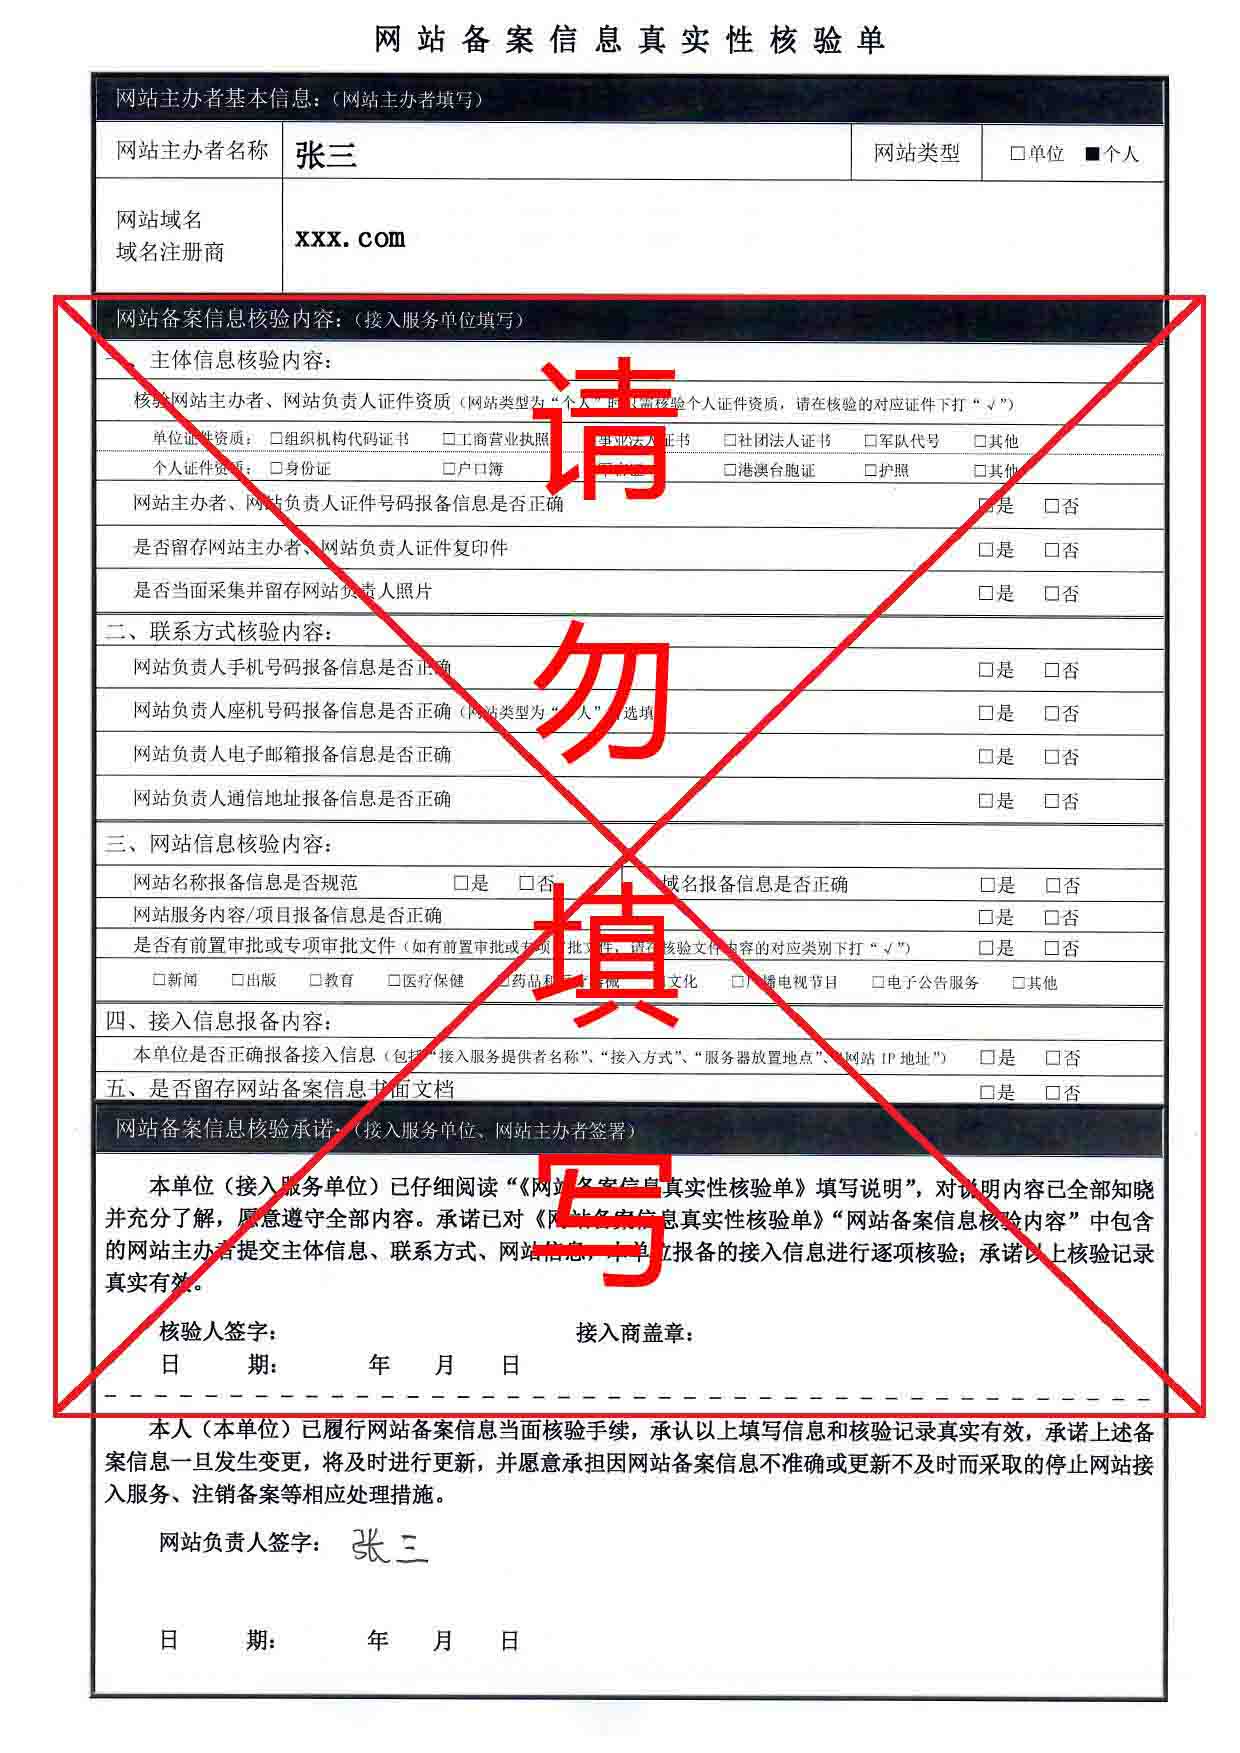 网站备案信息真实性核验单
网站主办者基本信息：（网站主办者填写）
网站主办者名称 张三 网站类型 □单位 ■个人
网站域名
域名注册商
xxx.com
网站备案信息核验内容：（接入服务单位填写）
一、主体信息核验内容：
核验网站主办者、网站负责人证件资质（网站类型为“个人”时只需核验个人证件资质，请在核验的对应证件下打“√”）
单位证件资质： □组织机构代码证书 □工商营业执照 事业法人证书 □社团法人证书 □军队代号 □其他
个人证件资质： □身份证 □户口簿 军官证 □港澳台胞证 □护照 □其他
网站主办者、网站负责人证件号码报备信息是否正确 □是 □否
是否留存网站主办者、网站负责人证件复印件 □是 □否
是否当面采集并留存网站负责人照片 □是 □否
二、联系方式核验内容：
网站负责人手机号码报备信息是否正确 □是 □否
网站负责人座机号码报备信息是否正确（网站类型为“个人”可选填 □是 □否
网站负责人电子邮箱报备信息是否正确 □是 □否
网站负责人通信地址报备信息是否正确 □是 □否
三、网站信息核验内容：
网站名称报备信息是否规范 □是 □否 域名报备信息是否正确 □是 □否
网站服务内容/项目报备信息是否正确 □是 □否
是否有前置审批或专项审批文件（如有前置审批或专项审批文件，请在核验文件内容的对应类别下打“√”） □是 □否
□新闻 □出版 □教育 □医疗保健 □药品和医疗器械 文化 □广播电视节目 □电子公告服务 □其他
四、接入信息报备内容：
本单位是否正确报备接入信息（包括“接入服务提供者名称”、“接入方式”、“服务器放置地点”、“网站 IP 地址”） □是 □否
五、是否留存网站备案信息书面文档 □是 □否
网站备案信息核验承诺：（接入服务单位、网站主办者签署）
本单位（接入服务单位）已仔细阅读“《网站备案信息真实性核验单》填写说明”，对说明内容已全部知晓
并充分了解，愿意遵守全部内容。承诺已对《网站备案信息真实性核验单》“网站备案信息核验内容”中包含
的网站主办者提交主体信息、联系方式、网站信息，本单位报备的接入信息进行逐项核验；承诺以上核验记录
真实有效。
核验人签字： 接入商盖章：
日 期： 年 月 日
本人（本单位）已履行网站备案信息当面核验手续，承认以上填写信息和核验记录真实有效，承诺上述备
案信息一旦发生变更，将及时进行更新，并愿意承担因网站备案信息不准确或更新不及时而采取的停止网站接
入服务、注销备案等相应处理措施。
网站负责人签字： 张三
日 期： 年 月 日
请
勿
填
写